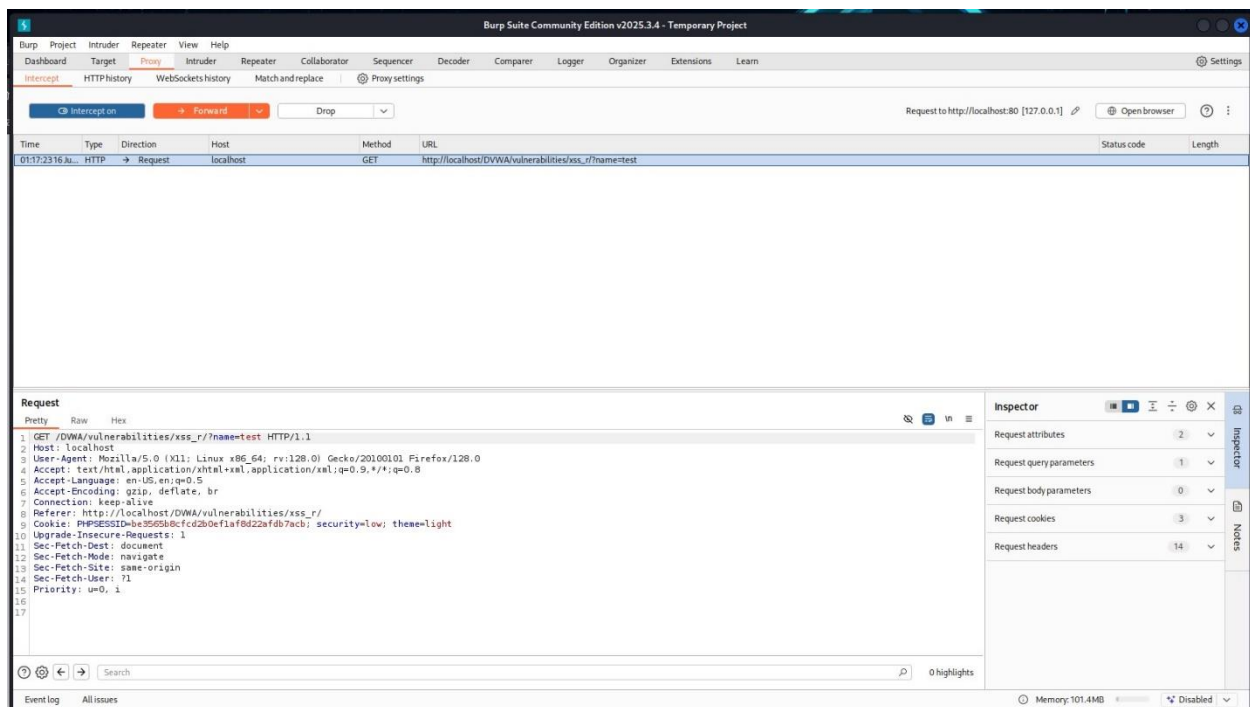 Burp Suite Community Edition v2025.3.4 - Temporary Project
Burp Project Intruder Repeater View Help
Dashboard Target Proxy Intruder Repeater Collaborator Sequencer Decoder Comparer Logger Organizer Extensions Learn Settings
Intercept HTTP history WebSockets history Match and replace Proxy settings
Intercept on → Forward Drop Request to http://localhost:80 [127.0.0.1] Open browser
Time Type Direction Host Method URL Status code Length
01:17:23 16 Ju... HTTP → Request localhost GET http://localhost/DVWA/vulnerabilities/xss_r/?name=test
Request
Pretty Raw Hex \n
1 GET /DVWA/vulnerabilities/xss_r/?name=test HTTP/1.1
2 Host: localhost
3 User-Agent: Mozilla/5.0 (X11; Linux x86_64; rv:128.0) Gecko/20100101 Firefox/128.0
4 Accept: text/html,application/xhtml+xml,application/xml;q=0.9,*/*;q=0.8
5 Accept-Language: en-US,en;q=0.5
6 Accept-Encoding: gzip, deflate, br
7 Connection: keep-alive
8 Referer: http://localhost/DVWA/vulnerabilities/xss_r/
9 Cookie: PHPSESSID=be3565b8cfcd2b0ef1af8d22afdb7acb; security=low; theme=light
10 Upgrade-Insecure-Requests: 1
11 Sec-Fetch-Dest: document
12 Sec-Fetch-Mode: navigate
13 Sec-Fetch-Site: same-origin
14 Sec-Fetch-User: ?1
15 Priority: u=0, i
16
17
Search 0 highlights
Inspector
Request attributes 2
Request query parameters 1
Request body parameters 0
Request cookies 3
Request headers 14
Inspector
Notes
Event log All issues Memory: 101.4MB Disabled